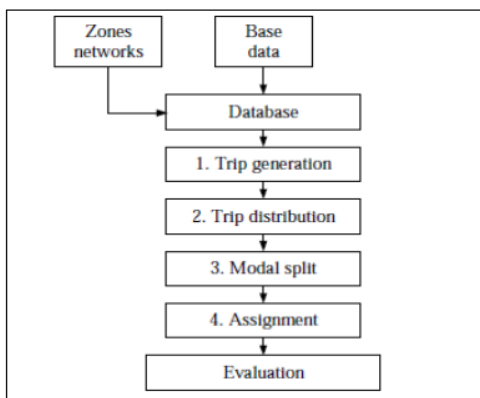 Zones
networks
Base
data
Database
1. Trip generation
2. Trip distribution
3. Modal split
4. Assignment
Evaluation